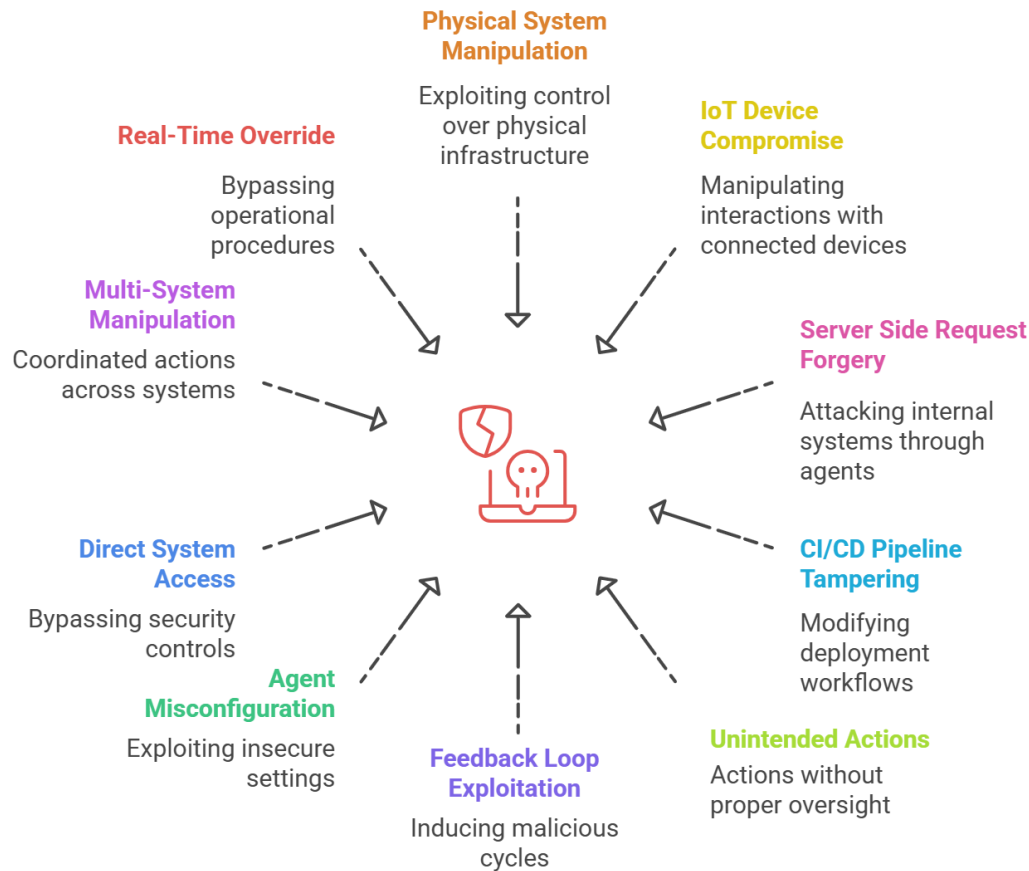 Physical System
Manipulation
Exploiting control
over physical
infrastructure
IoT Device
Compromise
Manipulating
interactions with
connected devices
Server Side Request
Forgery
Attacking internal
systems through
agents
CI/CD Pipeline
Tampering
Modifying
deployment
workflows
Unintended Actions
Actions without
proper oversight
Feedback Loop
Exploitation
Inducing malicious
cycles
Agent
Misconfiguration
Exploiting insecure
settings
Direct System
Access
Bypassing security
controls
Multi-System
Manipulation
Coordinated actions
across systems
Real-Time Override
Bypassing
operational
procedures